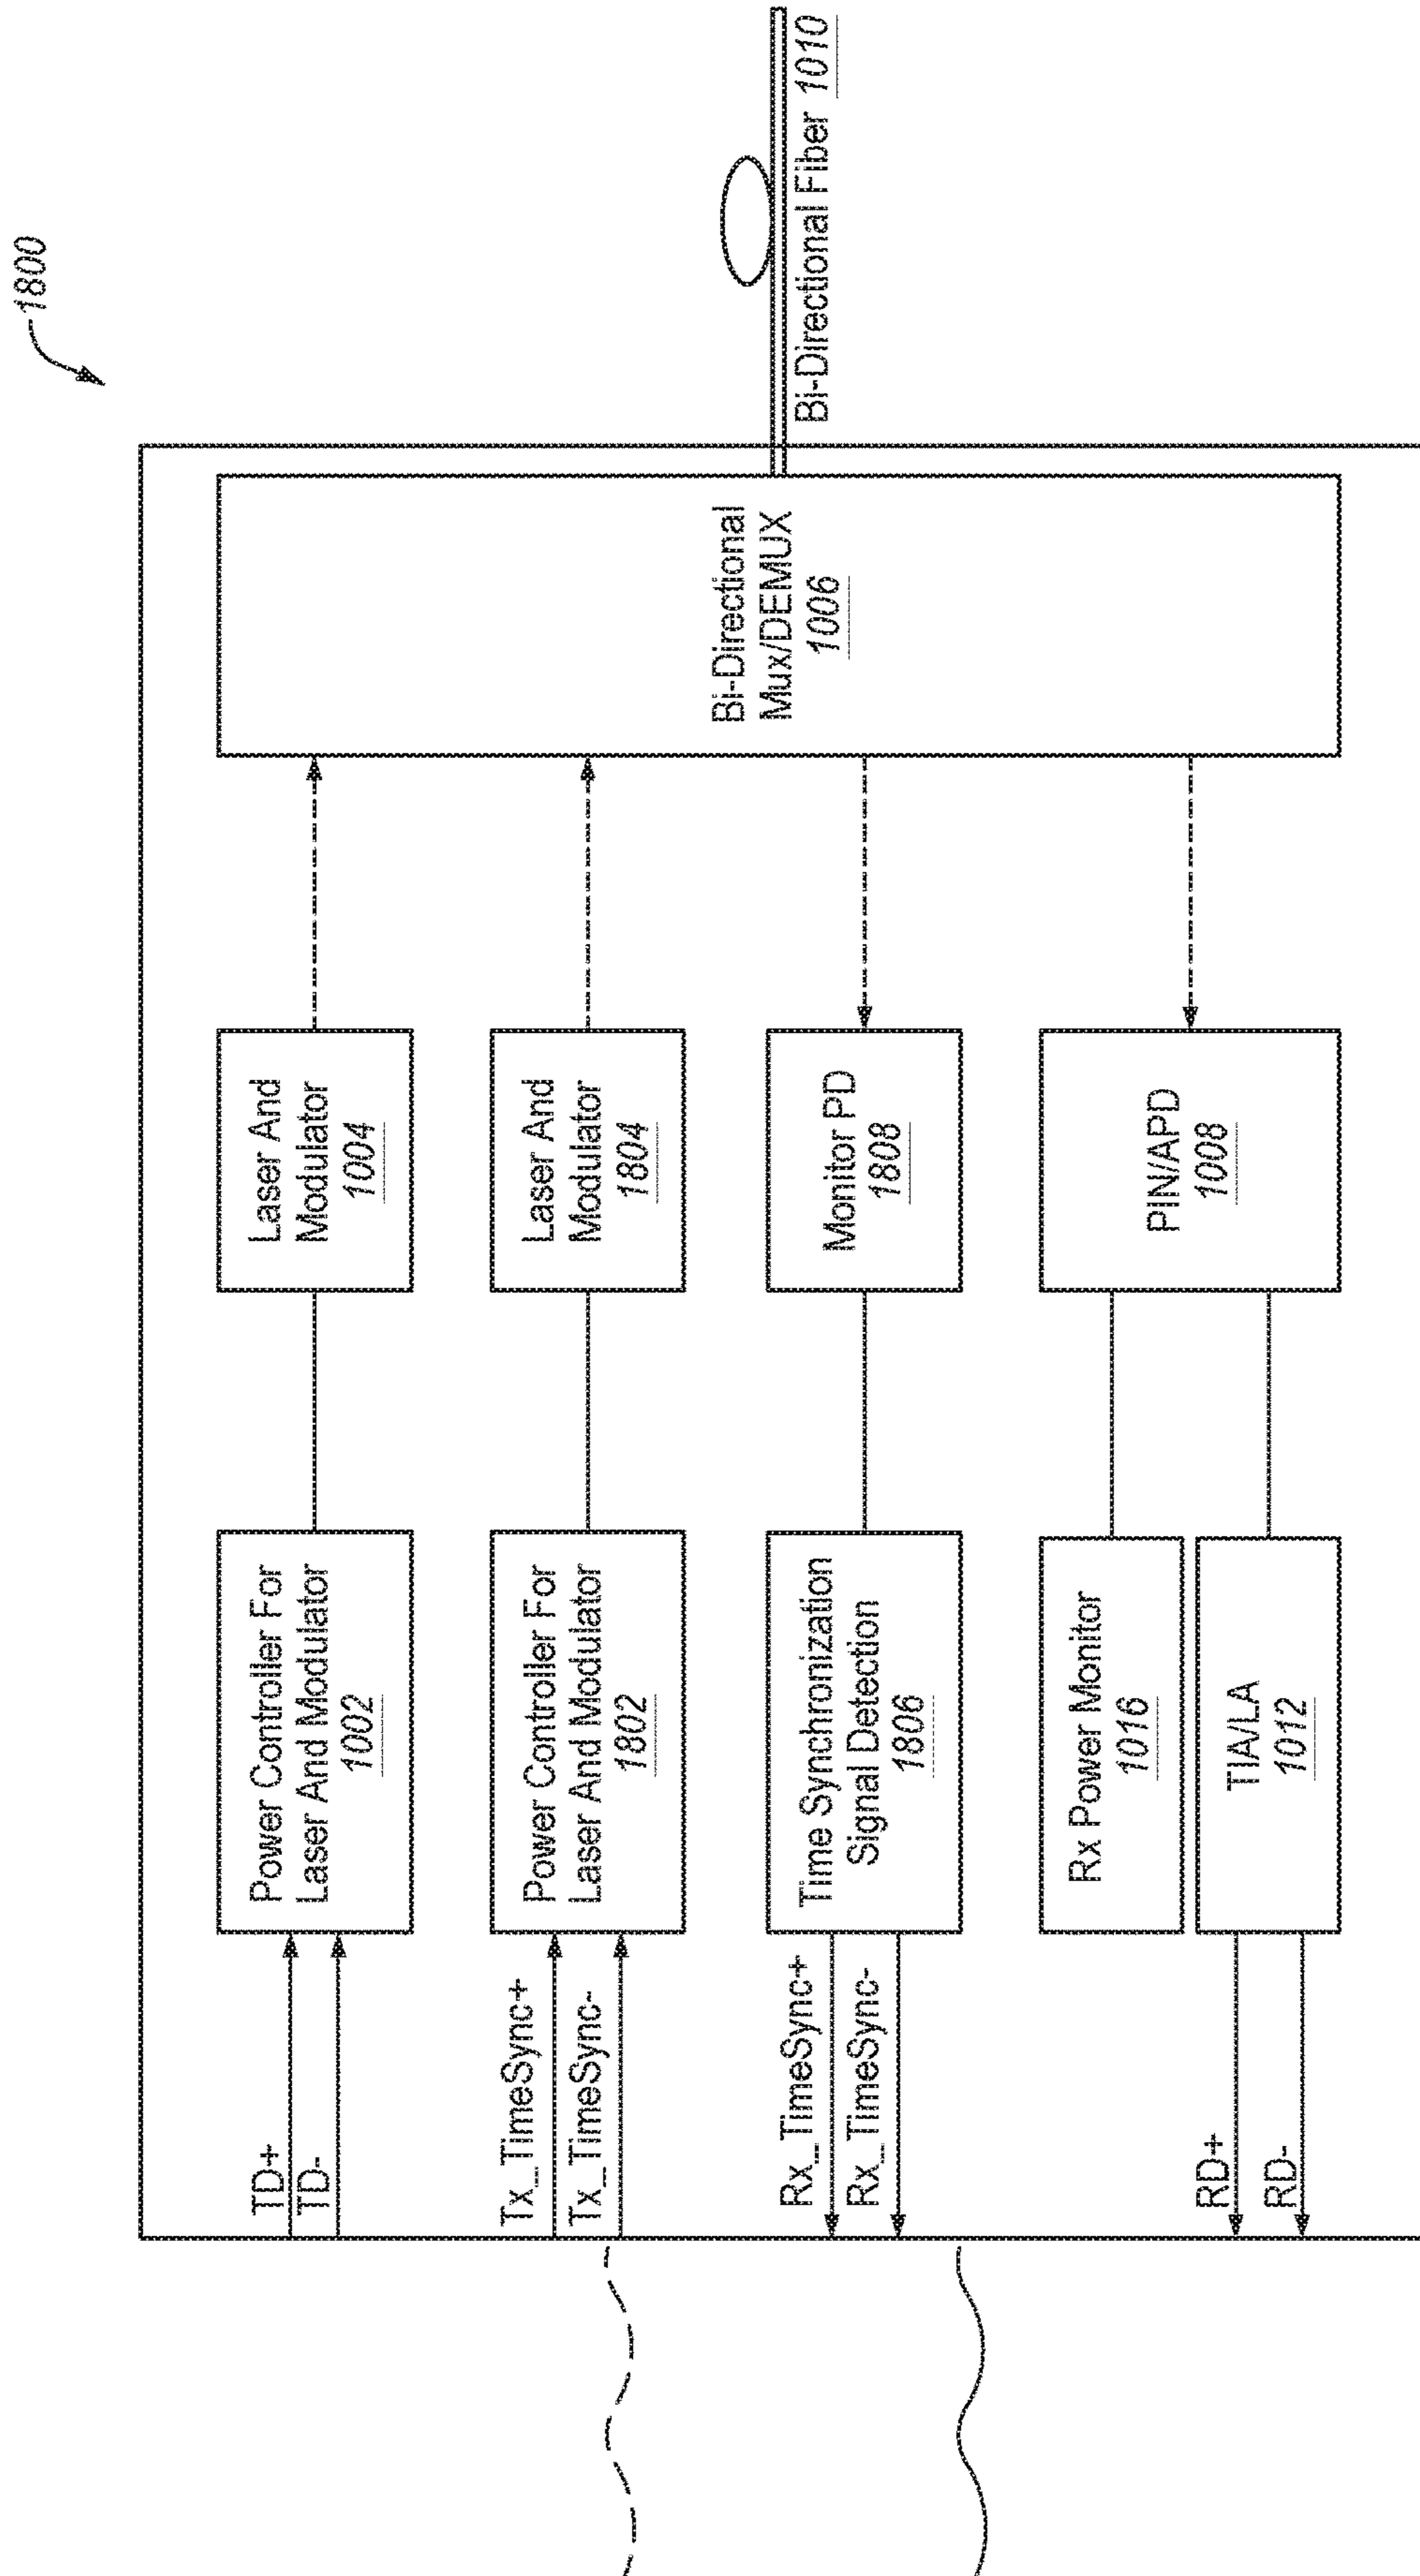 1800
TD+
TD-
Power Controller For
Laser And Modulator
1002
Laser And
Modulator
1004
Tx_TimeSync+
Tx_TimeSync-
Power Controller For
Laser And Modulator
1802
Laser And
Modulator
1804
Bi-Directional
Mux/DEMUX
1006
Bi-Directional Fiber 1010
Rx_TimeSync+
Rx_TimeSync-
Time Synchronization
Signal Detection
1806
Monitor PD
1808
Rx Power Monitor
1016
PIN/APD
1008
RD+
RD-
TIA/LA
1012